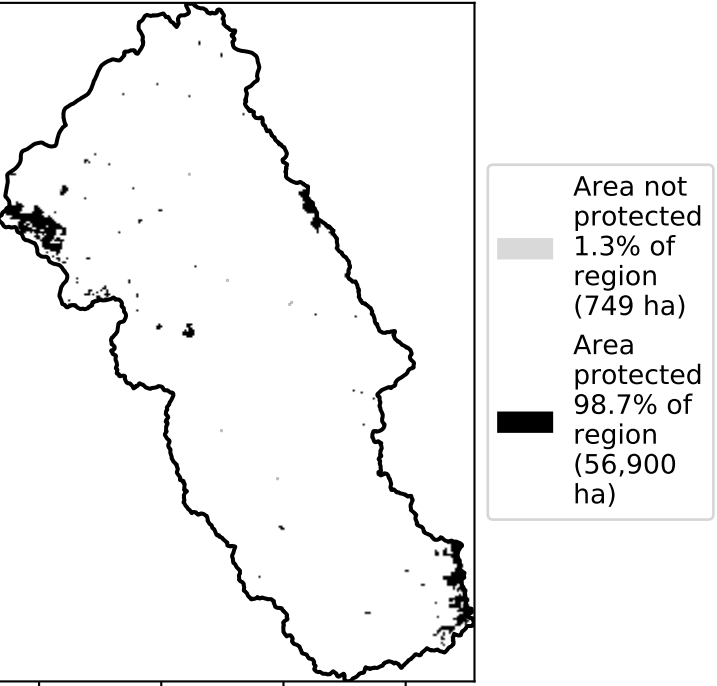 Area not
protected
1.3% of
region
(749 ha)
Area
protected
98.7% of
region
(56,900
ha)